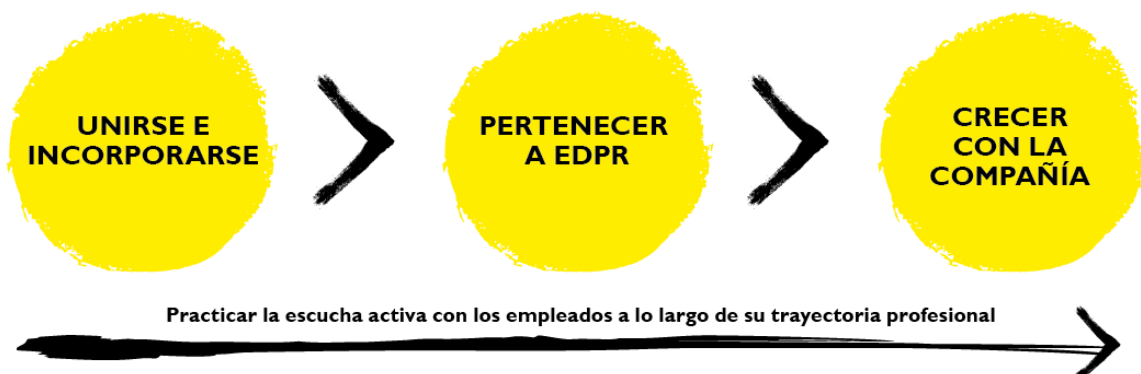 UNIRSE E
INCORPORARSE
PERTENECER
A EDPR
CRECER
CON LA
COMPAÑÍA
Practicar la escucha activa con los empleados a lo largo de su trayectoria profesional